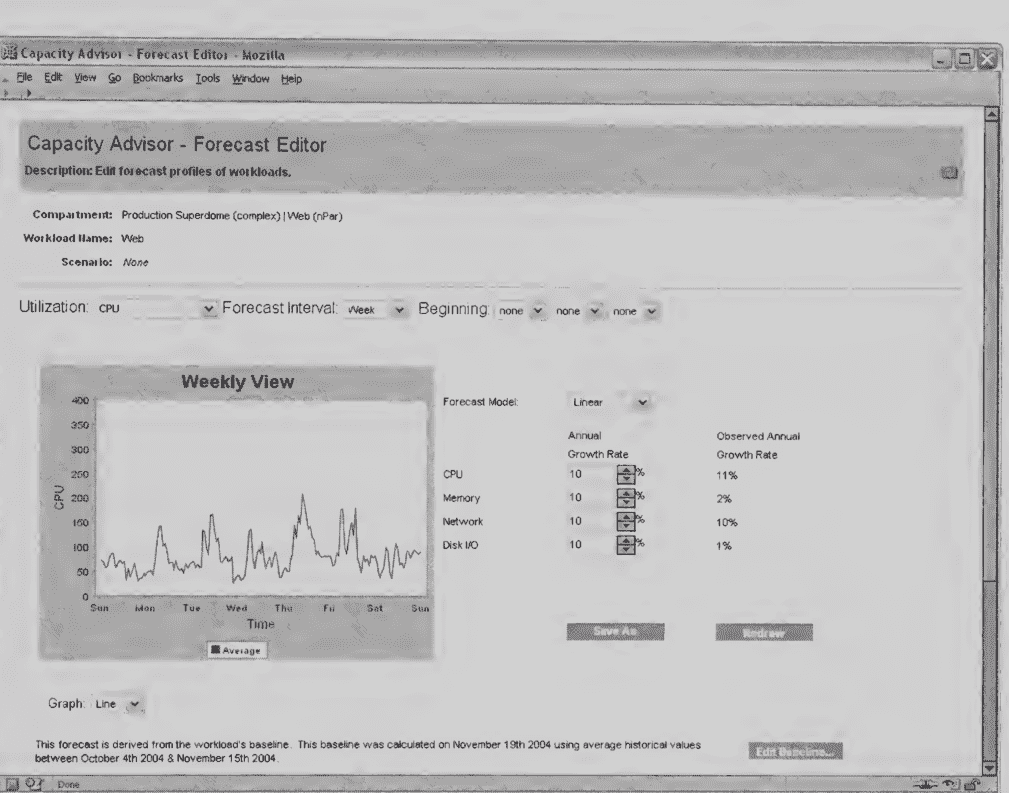 Capacity Advisor - Forecast Editor - Mozilla
File Edit View Go Bookmarks Tools Window Help
Capacity Advisor - Forecast Editor
Description: Edit forecast profiles of workloads.
Compartment: Production Superdome (complex) | Web (nPar)
Workload Name: Web
Scenario: None
Utilization: CPU Forecast Interval: Week Beginning: none none none
Weekly View
400
350
300
250
200
150
100
50
0
CPU
Sun Mon Tue Wed Thu Fri Sat Sun
Time
Average
Forecast Model: Linear
Annual Observed Annual
Growth Rate Growth Rate
CPU 10 % 11%
Memory 10 % 2%
Network 10 % 10%
Disk I/O 10 % 1%
Save As Redraw
Graph: Line
This forecast is derived from the workload's baseline. This baseline was calculated on November 19th 2004 using average historical values
between October 4th 2004 & November 15th 2004.
Edit Baseline...
Done